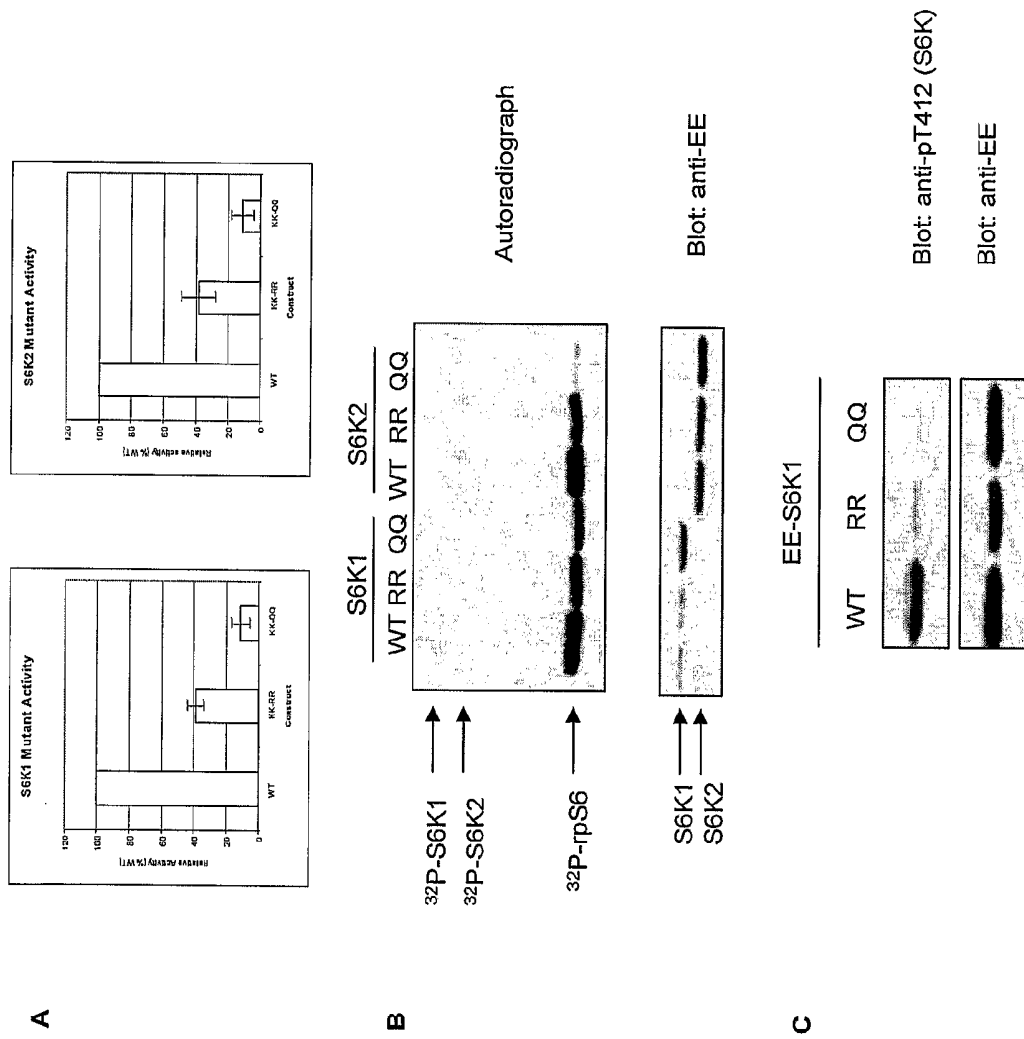 A
S6K1 Mutant Activity
Relative Activity (% WT)
120
100
80
60
40
20
0
WT
KK-RR
KK-QQ
Construct
S6K2 Mutant Activity
Relative activity (% WT)
120
100
80
60
40
20
0
WT
KK-RR
KK-QQ
Construct
B
S6K1
S6K2
WT RR QQ WT RR QQ
32P-S6K1
32P-S6K2
32P-rpS6
Autoradiograph
S6K1
S6K2
Blot: anti-EE
C
EE-S6K1
WT RR QQ
Blot: anti-pT412 (S6K)
Blot: anti-EE